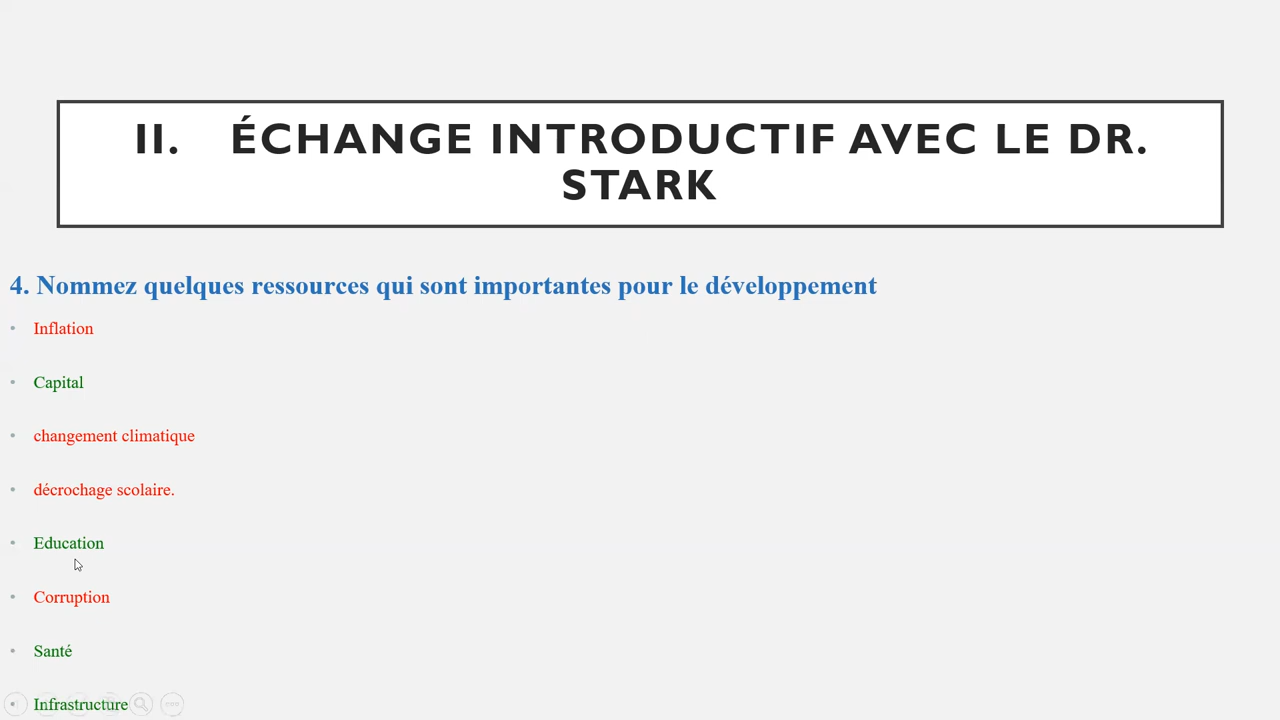 II. ÉCHANGE INTRODUCTIF AVEC LE DR.
STARK
4. Nommez quelques ressources qui sont importantes pour le développement
• Inflation
• Capital
• changement climatique
• décrochage scolaire.
• Education
• Corruption
• Santé
Infrastructure